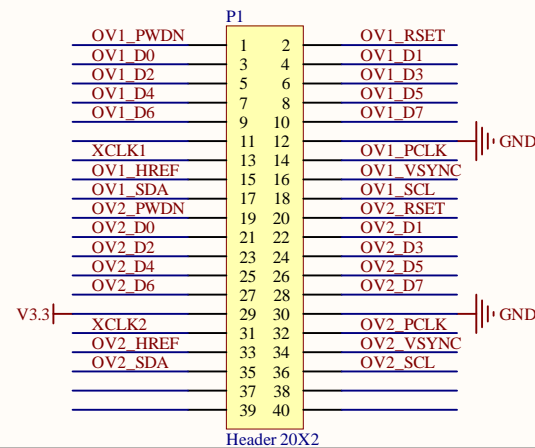 P1
OV1_PWDN 1 2 OV1_RSET
OV1_D0 3 4 OV1_D1
OV1_D2 5 6 OV1_D3
OV1_D4 7 8 OV1_D5
OV1_D6 9 10 OV1_D7
11 12 GND
XCLK1 13 14 OV1_PCLK
OV1_HREF 15 16 OV1_VSYNC
OV1_SDA 17 18 OV1_SCL
OV2_PWDN 19 20 OV2_RSET
OV2_D0 21 22 OV2_D1
OV2_D2 23 24 OV2_D3
OV2_D4 25 26 OV2_D5
OV2_D6 27 28 OV2_D7
V3.3 29 30 GND
XCLK2 31 32 OV2_PCLK
OV2_HREF 33 34 OV2_VSYNC
OV2_SDA 35 36 OV2_SCL
37 38
39 40
Header 20X2